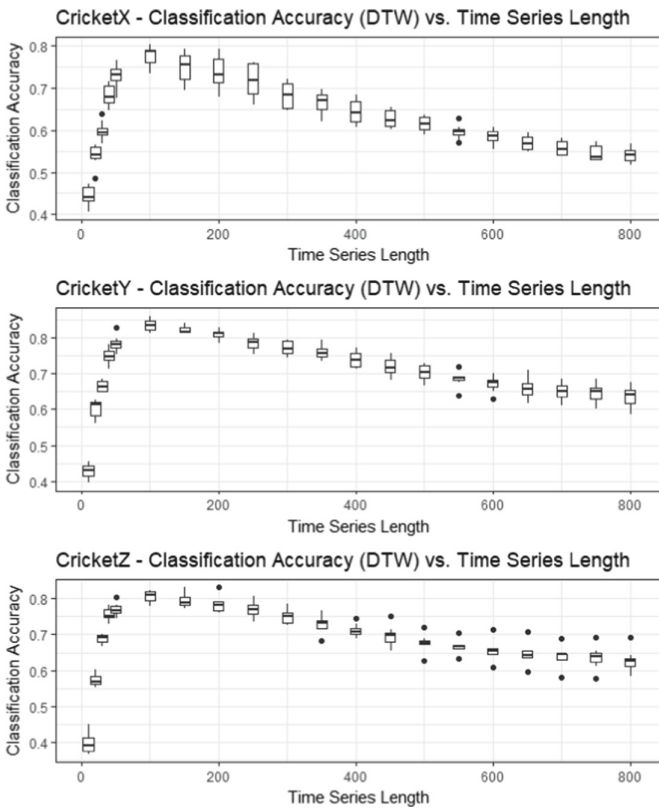 CricketX - Classification Accuracy (DTW) vs. Time Series Length
Classification Accuracy
0.8
0.7
0.6
0.5
0.4
0 200 400 600 800
Time Series Length
CricketY - Classification Accuracy (DTW) vs. Time Series Length
Classification Accuracy
0.8
0.7
0.6
0.5
0.4
0 200 400 600 800
Time Series Length
CricketZ - Classification Accuracy (DTW) vs. Time Series Length
Classification Accuracy
0.8
0.7
0.6
0.5
0.4
0 200 400 600 800
Time Series Length